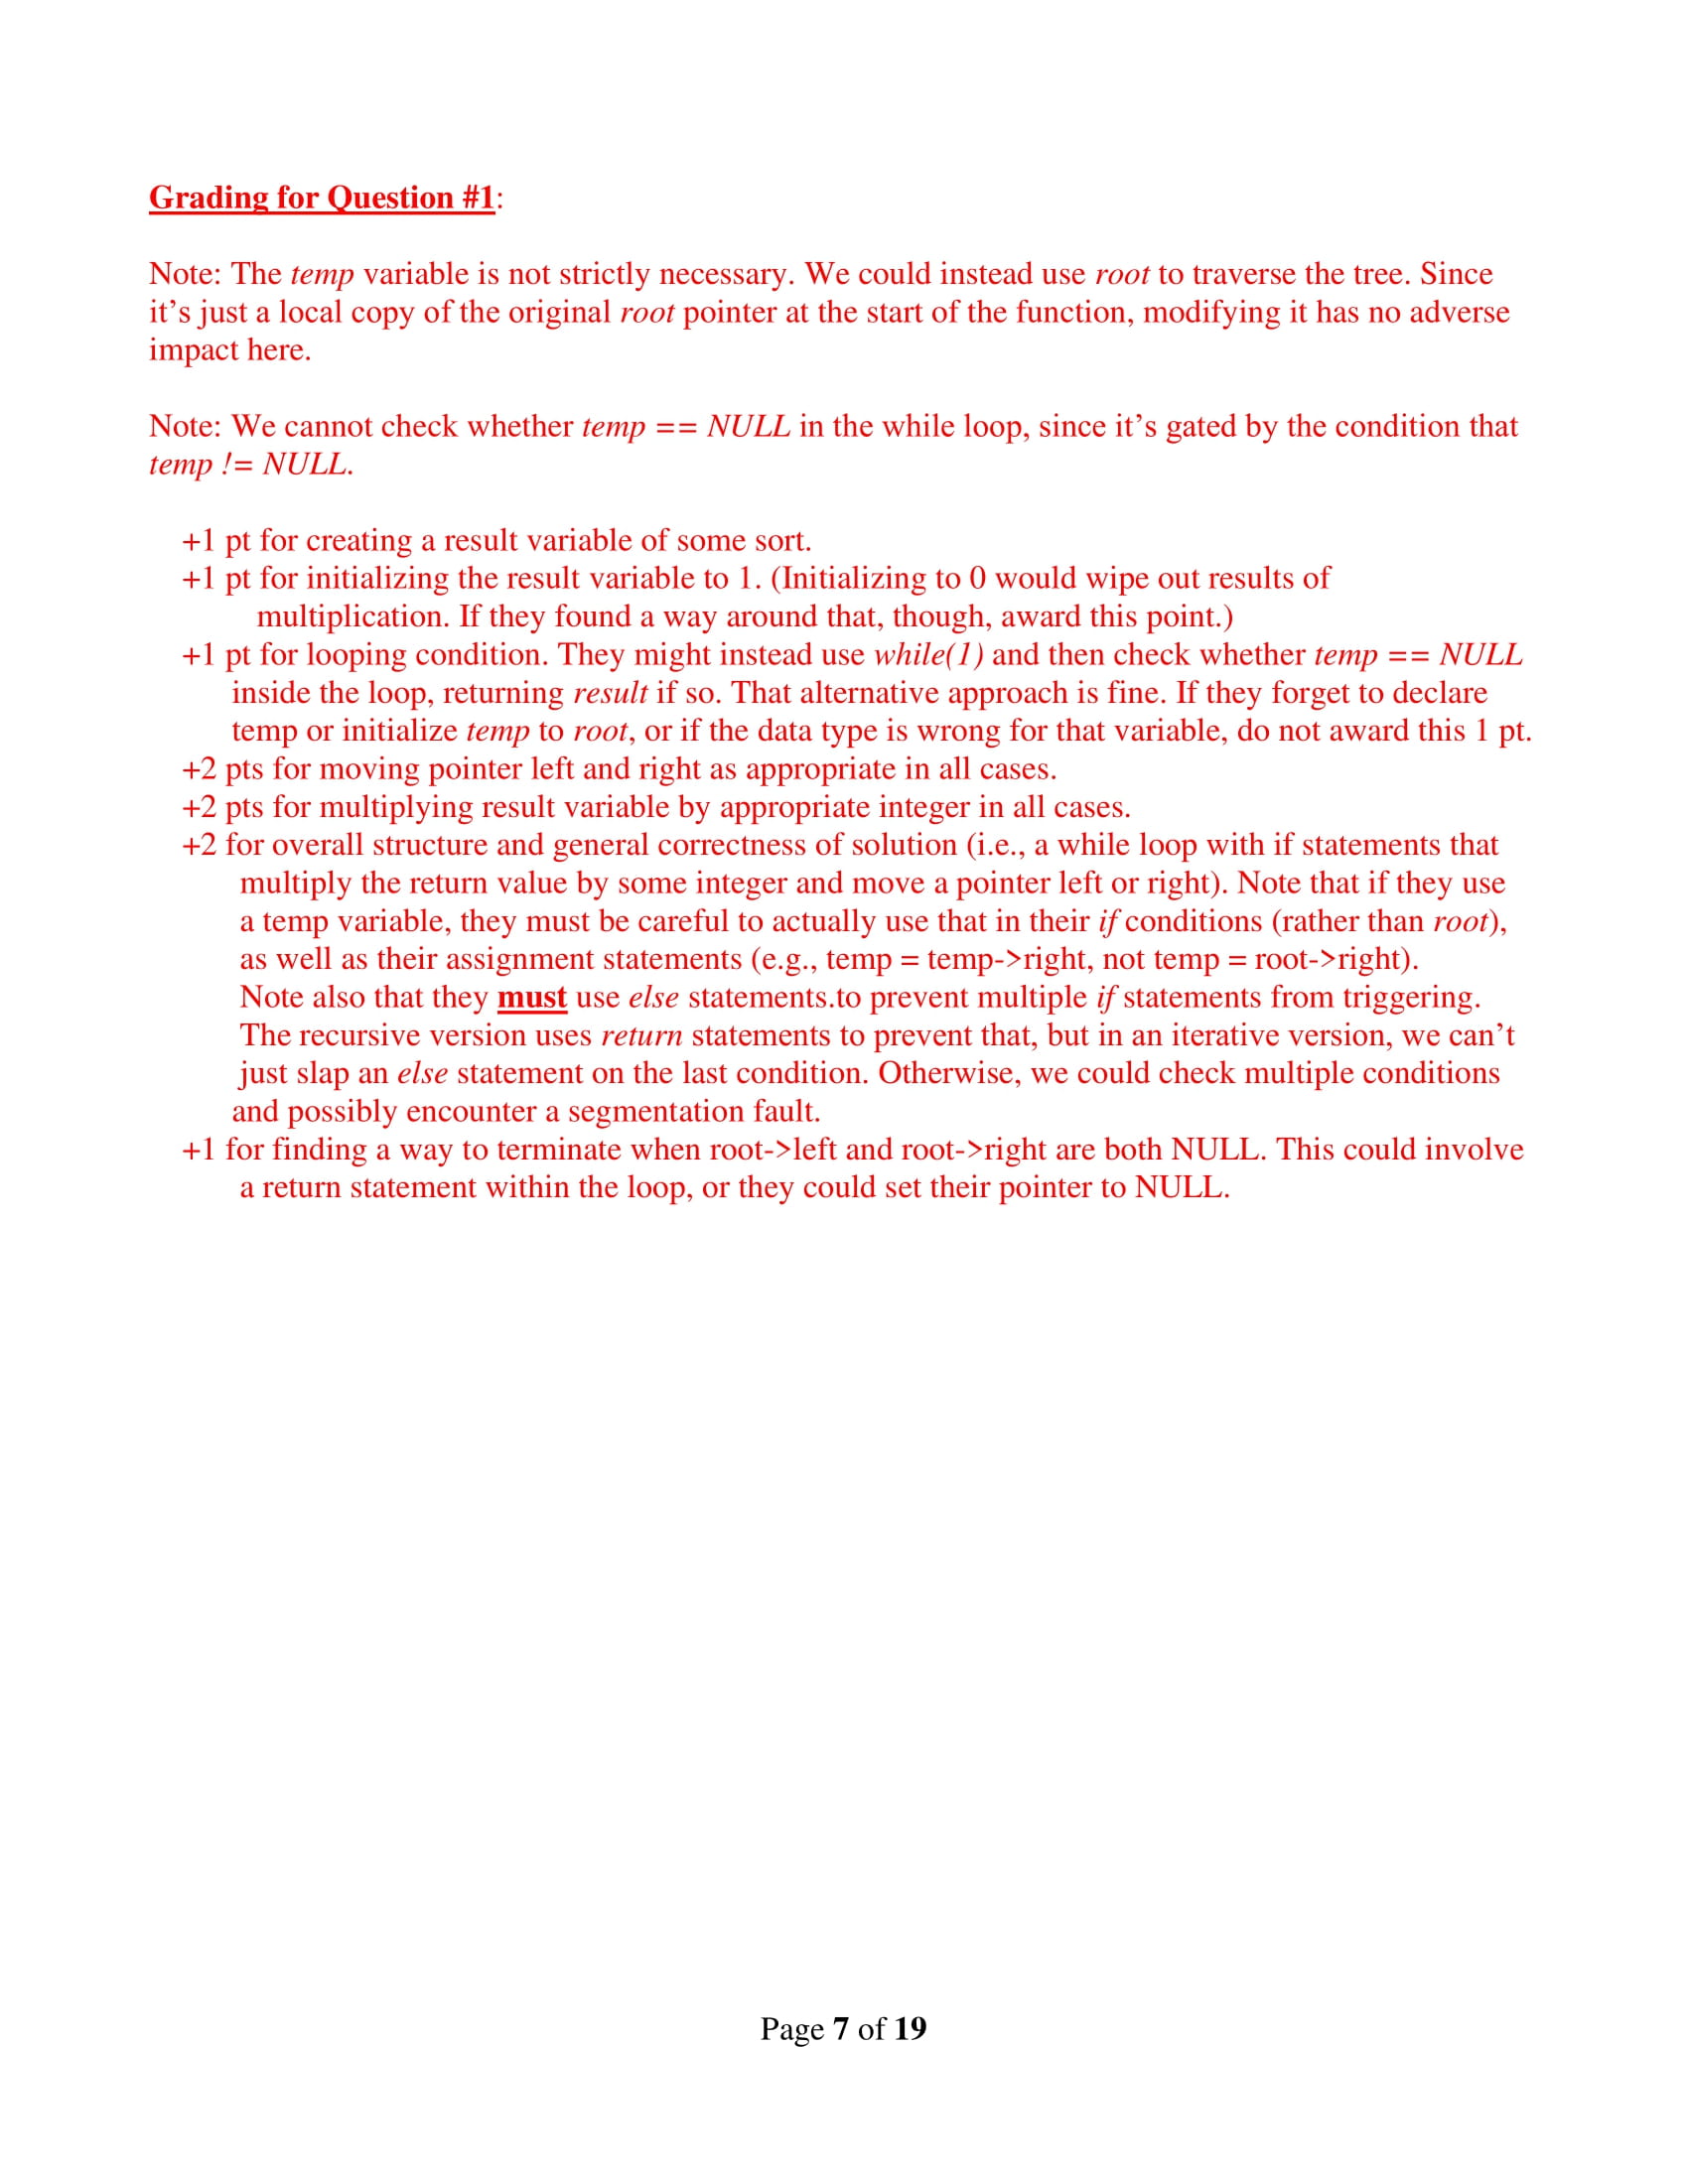 Grading for Question #1:
Note: The temp variable is not strictly necessary. We could instead use root to traverse the tree. Since
it’s just a local copy of the original root pointer at the start of the function, modifying it has no adverse
impact here.
Note: We cannot check whether temp == NULL in the while loop, since it’s gated by the condition that
temp != NULL.
+1 pt for creating a result variable of some sort.
+1 pt for initializing the result variable to 1. (Initializing to 0 would wipe out results of
multiplication. If they found a way around that, though, award this point.)
+1 pt for looping condition. They might instead use while(1) and then check whether temp == NULL
inside the loop, returning result if so. That alternative approach is fine. If they forget to declare
temp or initialize temp to root, or if the data type is wrong for that variable, do not award this 1 pt.
+2 pts for moving pointer left and right as appropriate in all cases.
+2 pts for multiplying result variable by appropriate integer in all cases.
+2 for overall structure and general correctness of solution (i.e., a while loop with if statements that
multiply the return value by some integer and move a pointer left or right). Note that if they use
a temp variable, they must be careful to actually use that in their if conditions (rather than root),
as well as their assignment statements (e.g., temp = temp->right, not temp = root->right).
Note also that they must use else statements.to prevent multiple if statements from triggering.
The recursive version uses return statements to prevent that, but in an iterative version, we can’t
just slap an else statement on the last condition. Otherwise, we could check multiple conditions
and possibly encounter a segmentation fault.
+1 for finding a way to terminate when root->left and root->right are both NULL. This could involve
a return statement within the loop, or they could set their pointer to NULL.
Page 7 of 19